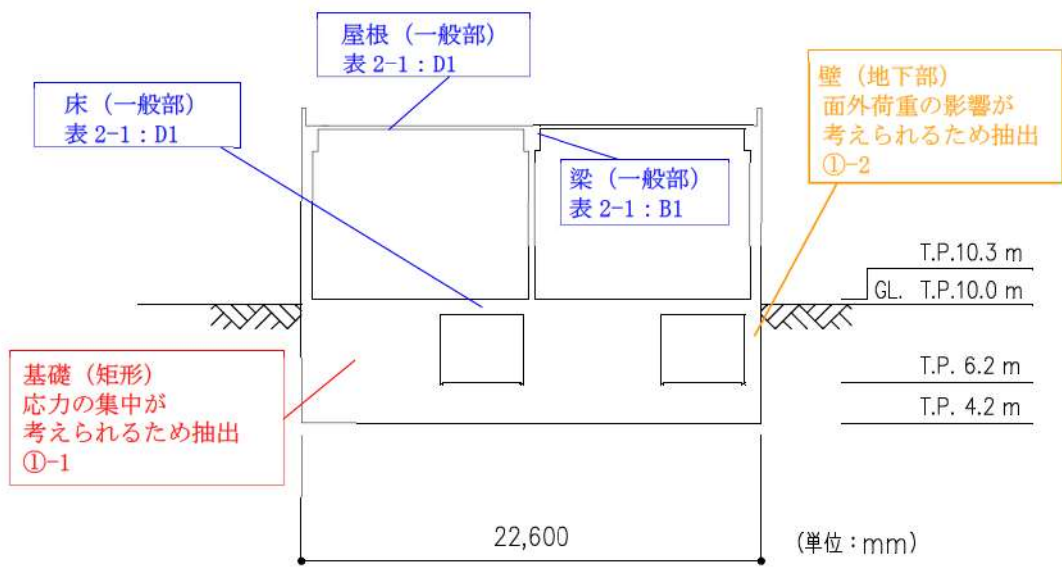 屋根（一般部）
表 2-1：D1
床（一般部）
表 2-1：D1
壁（地下部）
面外荷重の影響が
考えられるため抽出
①-2
梁（一般部）
表 2-1：B1
T.P.10.3 m
GL. T.P.10.0 m
基礎（矩形）
応力の集中が
考えられるため抽出
①-1
T.P. 6.2 m
T.P. 4.2 m
22,600
(単位：mm)